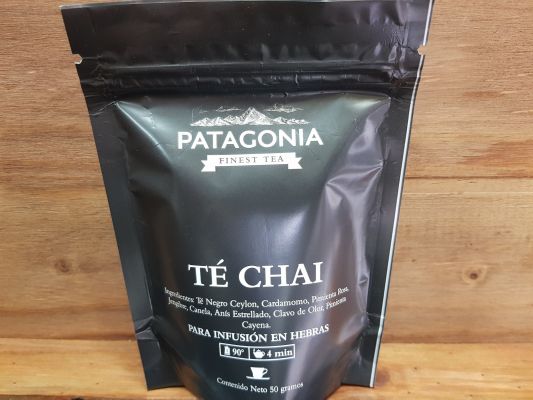 PATAGONIA
FINEST TEA
TÉ CHAI
Ingredientes: Té Negro Ceylon, Cardamomo, Pimienta Rosa,
Jengibre, Canela, Anís Estrellado, Clavo de Olor, Pimienta
Cayena.
PARA INFUSIÓN EN HEBRAS
90° 4 min
Contenido Neto 50 gramos